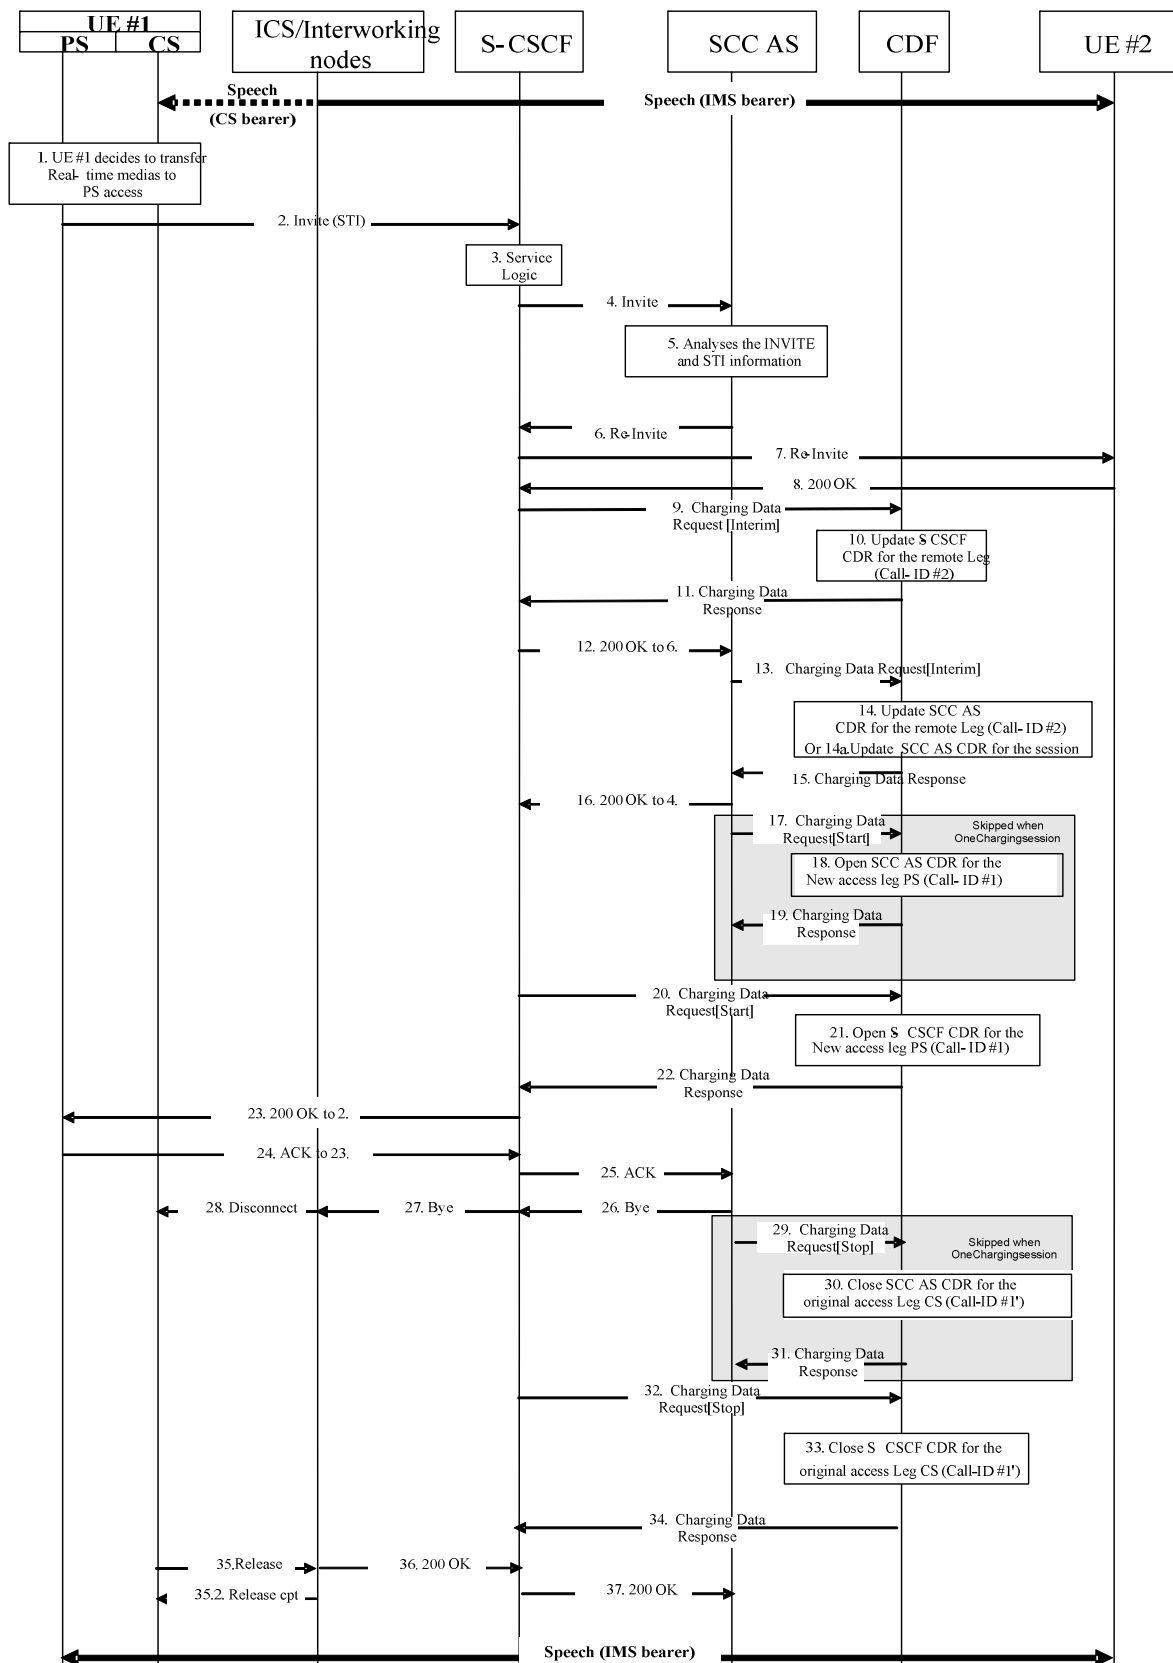 UE #1
PS
CS
ICS/Interworking
nodes
S-CSCF
SCC AS
CDF
UE #2
Speech
(CS bearer)
Speech (IMS bearer)
1. UE #1 decides to transfer
Real- time medias to
PS access
2. Invite (STI)
3. Service
Logic
4. Invite
5. Analyses the INVITE
and STI information
6. Re-Invite
7. Re-Invite
8. 200 OK
9. Charging Data
Request [Interim]
10. Update S CSCF
CDR for the remote Leg
(Call- ID #2)
11. Charging Data
Response
12. 200 OK to 6.
13. Charging Data Request[Interim]
14. Update SCC AS
CDR for the remote Leg (Call- ID #2)
Or 14a.Update SCC AS CDR for the session
15. Charging Data Response
16. 200 OK to 4.
17. Charging Data
Request[Start]
Skipped when
OneChargingsession
18. Open SCC AS CDR for the
New access leg PS (Call- ID #1)
19. Charging Data
Response
20. Charging Data
Request[Start]
21. Open S CSCF CDR for the
New access leg PS (Call- ID #1)
22. Charging Data
Response
23. 200 OK to 2.
24. ACK to 23.
25. ACK
28. Disconnect
27. Bye
26. Bye
29. Charging Data
Request[Stop]
Skipped when
OneChargingsession
30. Close SCC AS CDR for the
original access Leg CS (Call-ID #1')
31. Charging Data
Response
32. Charging Data
Request[Stop]
33. Close S CSCF CDR for the
original access Leg CS (Call-ID #1')
34. Charging Data
Response
35.Release
36. 200 OK
35.2. Release cpt
37. 200 OK
Speech (IMS bearer)